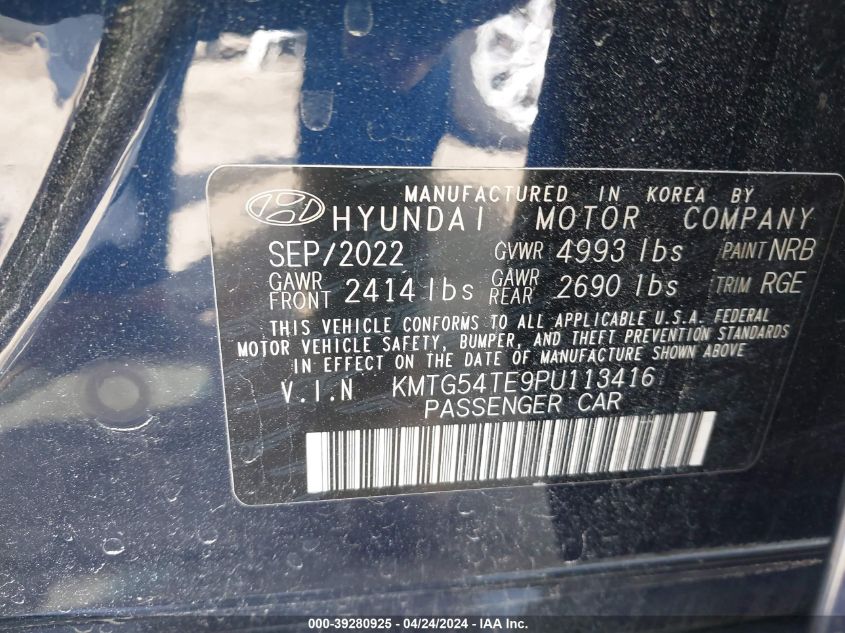 MANUFACTURED IN KOREA BY
HYUNDAI MOTOR COMPANY
SEP/2022 GVWR 4993 lbs PAINT NRB
GAWR FRONT 2414 lbs GAWR REAR 2690 lbs TRIM RGE
THIS VEHICLE CONFORMS TO ALL APPLICABLE U.S.A. FEDERAL
MOTOR VEHICLE SAFETY, BUMPER, AND THEFT PREVENTION STANDARDS
IN EFFECT ON THE DATE OF MANUFACTURE SHOWN ABOVE
V.I.N KMTG54TE9PU113416
PASSENGER CAR
000-39280925 • 04/24/2024 • IAA Inc.